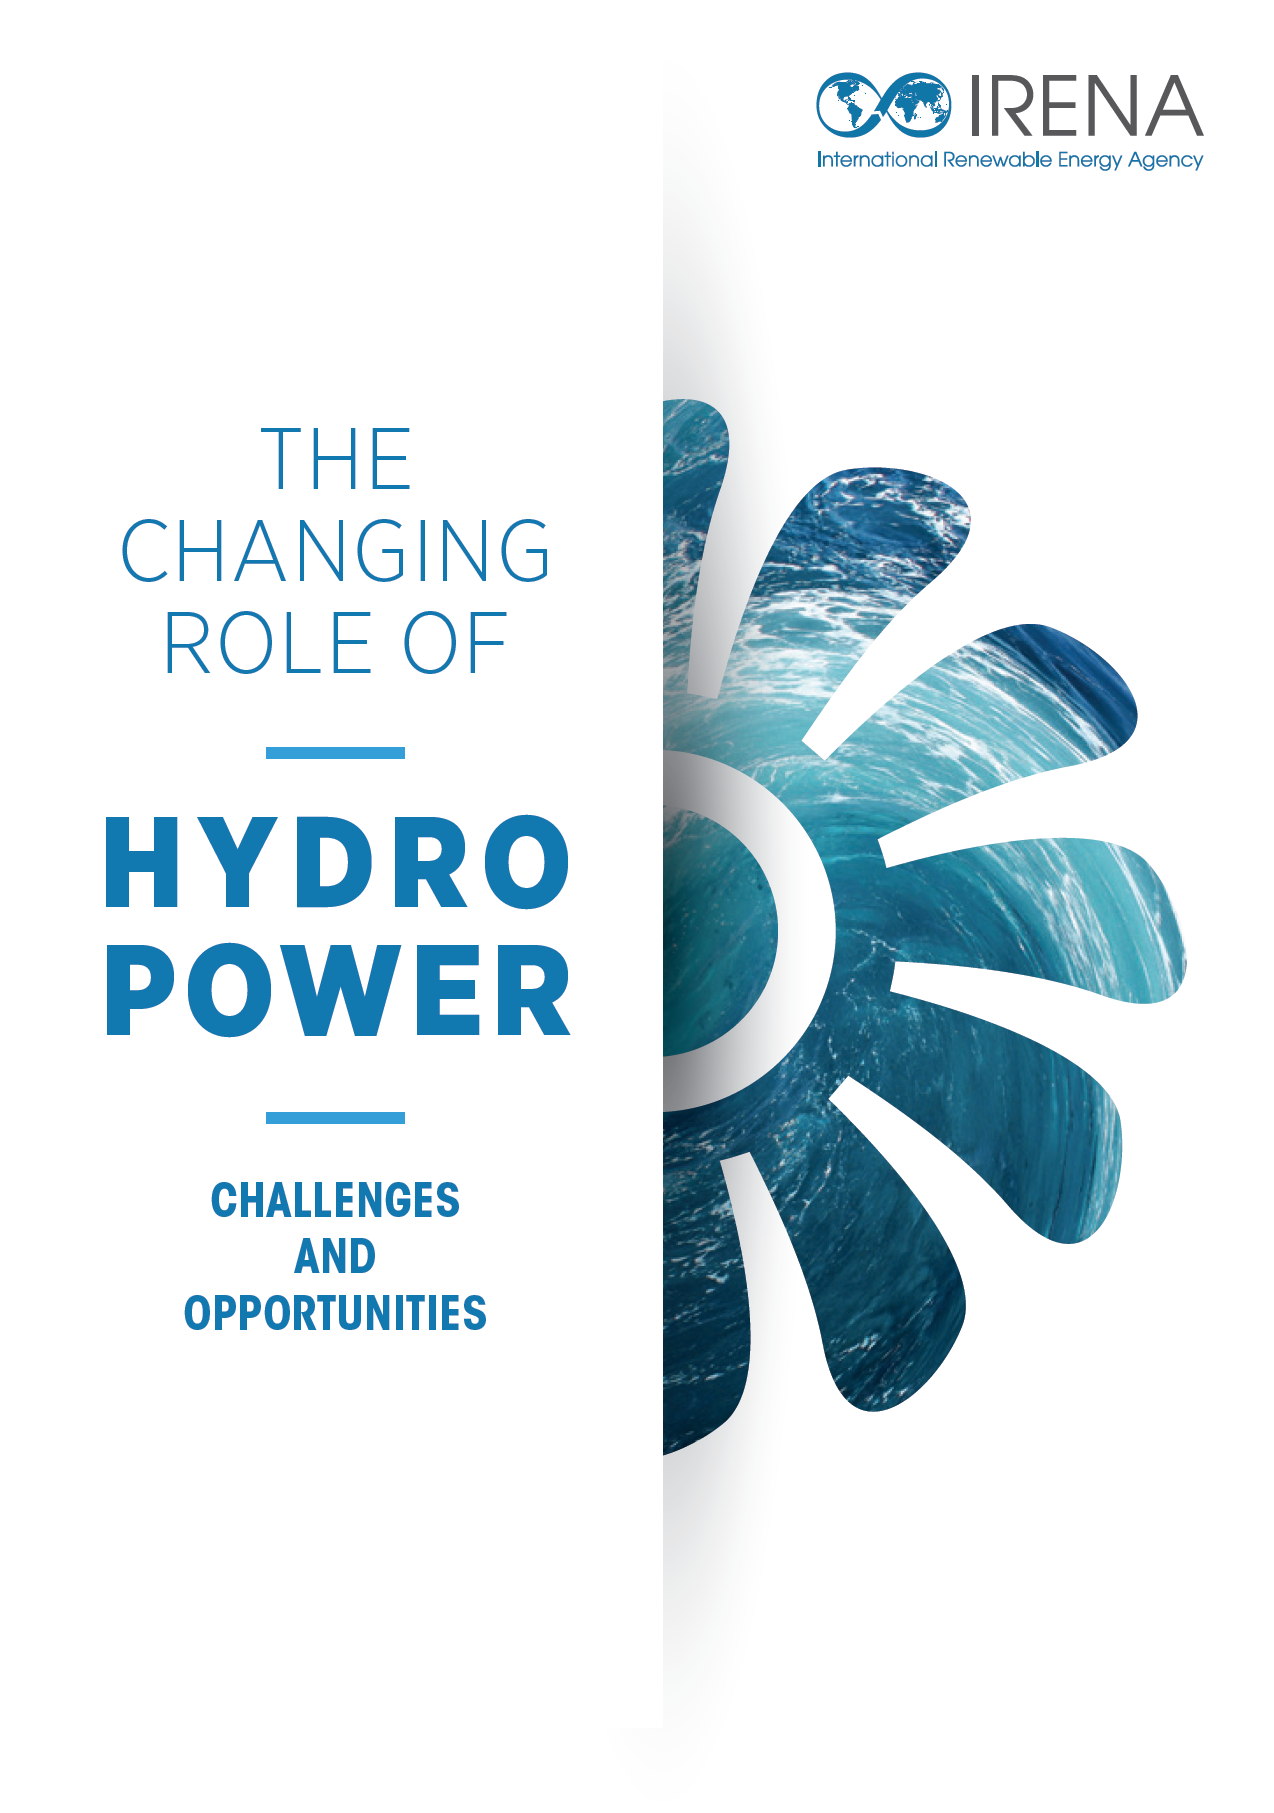 IRENA
International Renewable Energy Agency
THE
CHANGING
ROLE OF
HYDRO
POWER
CHALLENGES
AND
OPPORTUNITIES